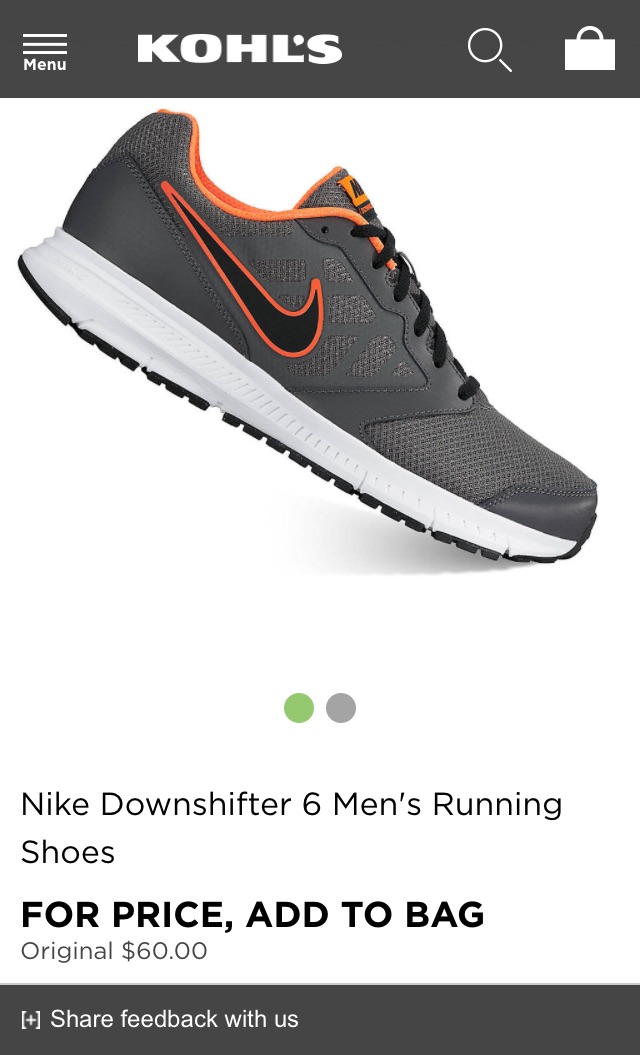 Menu
KOHL'S
Nike Downshifter 6 Men's Running
Shoes
FOR PRICE, ADD TO BAG
Original $60.00
[+] Share feedback with us